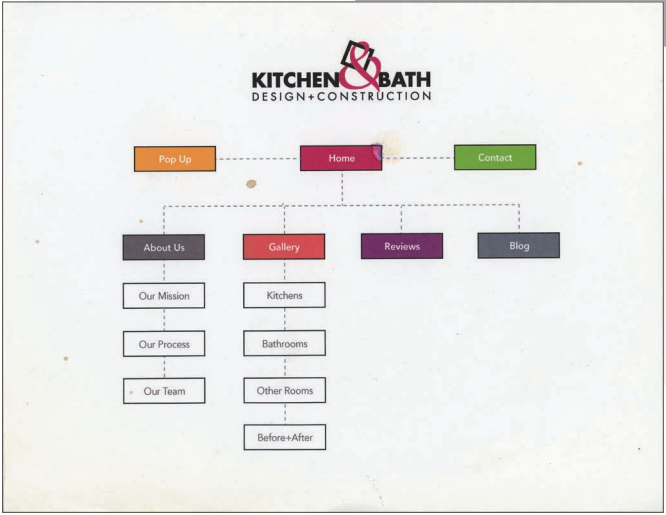 KITCHEN & BATH
DESIGN+CONSTRUCTION
Pop Up
Home
Contact
About Us
Gallery
Reviews
Blog
Our Mission
Kitchens
Our Process
Bathrooms
Our Team
Other Rooms
Before+After